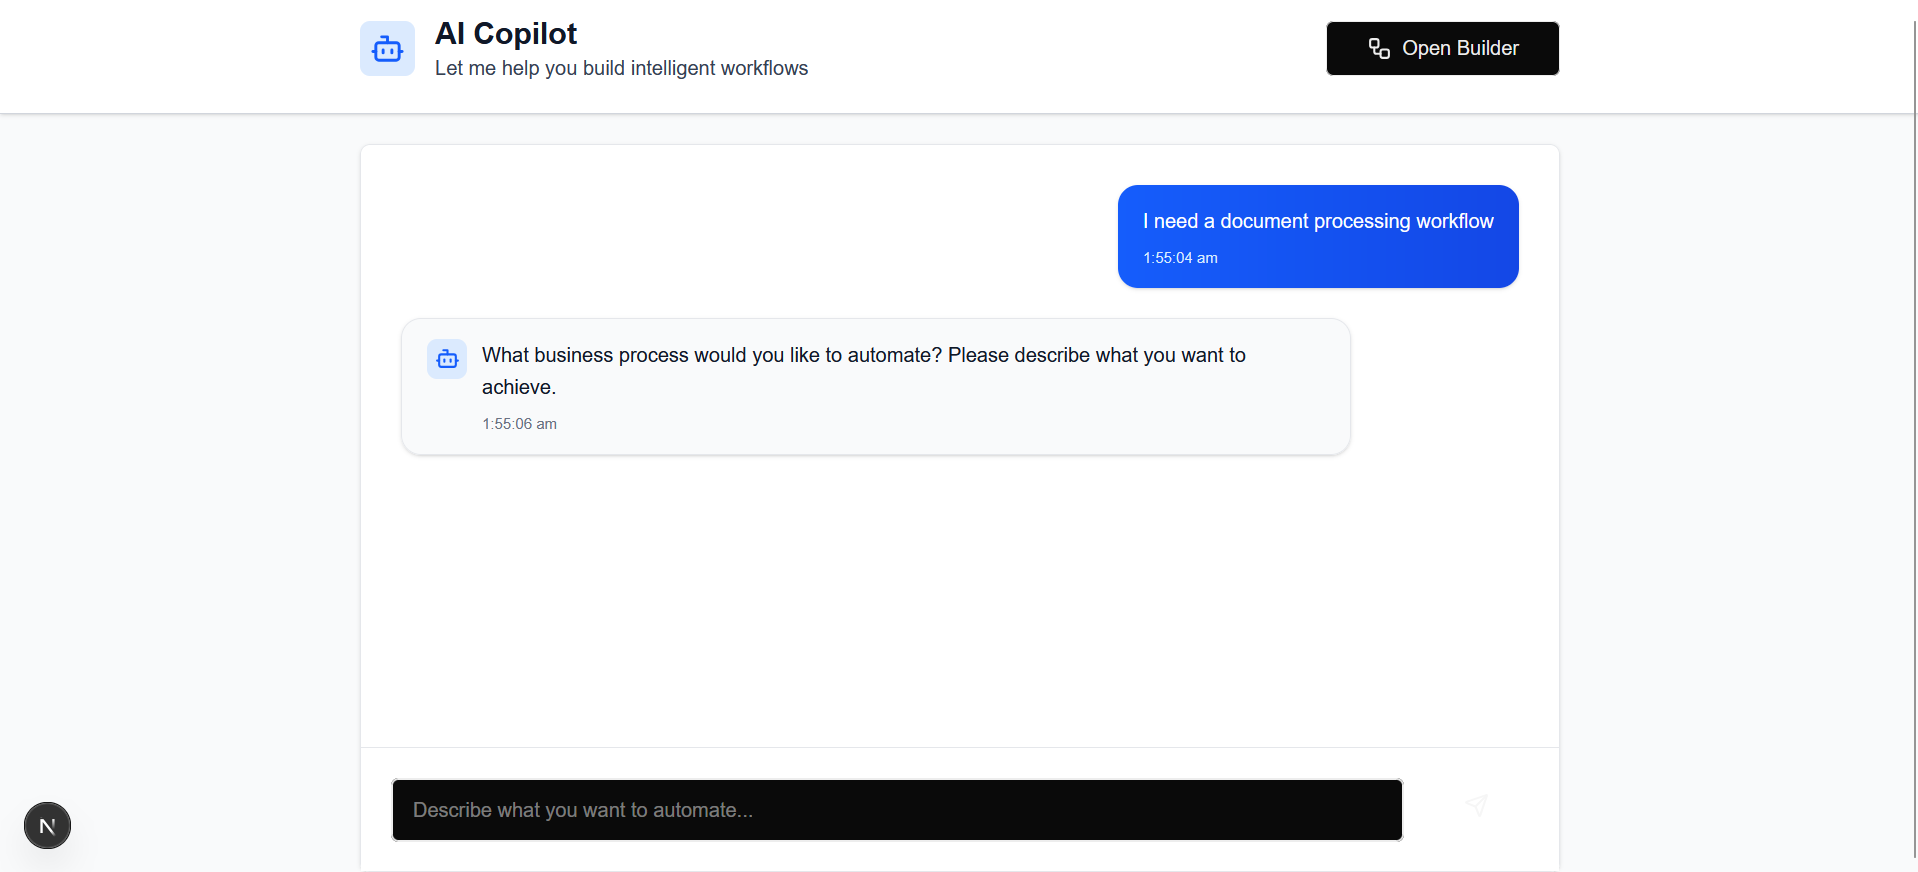 AI Copilot
Let me help you build intelligent workflows
Open Builder
I need a document processing workflow
1:55:04 am
What business process would you like to automate? Please describe what you want to
achieve.
1:55:06 am
Describe what you want to automate...
N